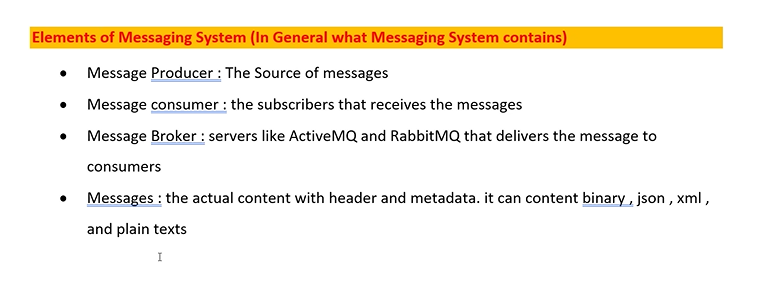 Elements of Messaging System (In General what Messaging System contains)
• Message Producer : The Source of messages
• Message consumer : the subscribers that receives the messages
• Message Broker : servers like ActiveMQ and RabbitMQ that delivers the message to
consumers
• Messages : the actual content with header and metadata. it can content binary , json , xml ,
and plain texts